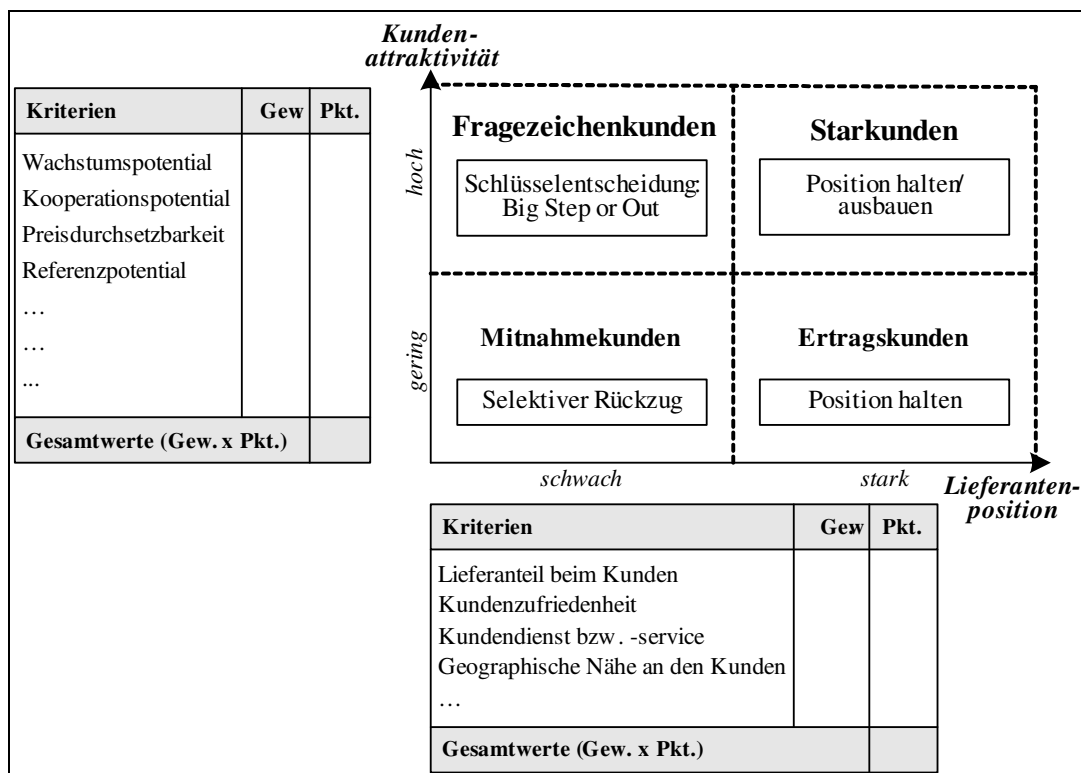 Kunden-
attraktivität
Kriterien Gew Pkt.
Wachstumspotential
Kooperationspotential
Preisdurchsetzbarkeit
Referenzpotential
…
…
...
Gesamtwerte (Gew. x Pkt.)
hoch
gering
Fragezeichenkunden
Schlüsselentscheidung:
Big Step or Out
Starkunden
Position halten/
ausbauen
Mitnahmekunden
Selektiver Rückzug
Ertragskunden
Position halten
schwach stark
Lieferanten-
position
Kriterien Gew. Pkt.
Lieferanteil beim Kunden
Kundenzufriedenheit
Kundendienst bzw. -service
Geographische Nähe an den Kunden
…
Gesamtwerte (Gew. x Pkt.)